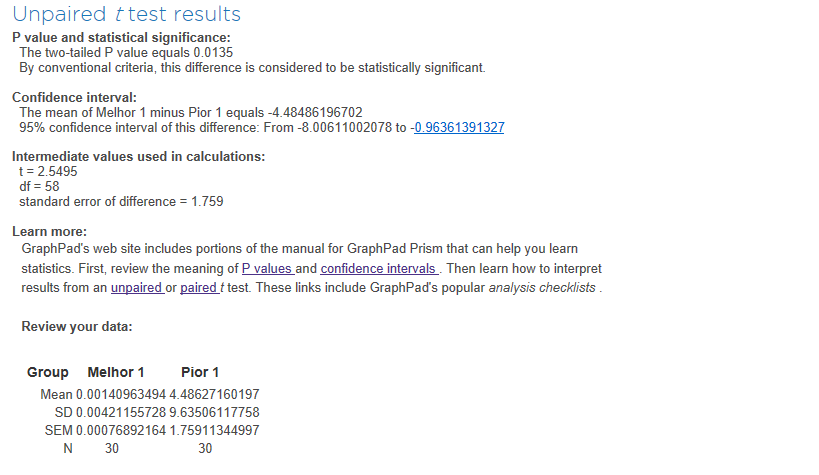 Unpaired t test results
P value and statistical significance:
The two-tailed P value equals 0.0135
By conventional criteria, this difference is considered to be statistically significant.
Confidence interval:
The mean of Melhor 1 minus Pior 1 equals -4.48486196702
95% confidence interval of this difference: From -8.00611002078 to -0.96361391327
Intermediate values used in calculations:
t = 2.5495
df = 58
standard error of difference = 1.759
Learn more:
GraphPad's web site includes portions of the manual for GraphPad Prism that can help you learn
statistics. First, review the meaning of P values and confidence intervals . Then learn how to interpret
results from an unpaired or paired t test. These links include GraphPad's popular analysis checklists .
Review your data:
Group Melhor 1 Pior 1
Mean 0.00140963494 4.48627160197
SD 0.00421155728 9.63506117758
SEM 0.00076892164 1.75911344997
N 30 30